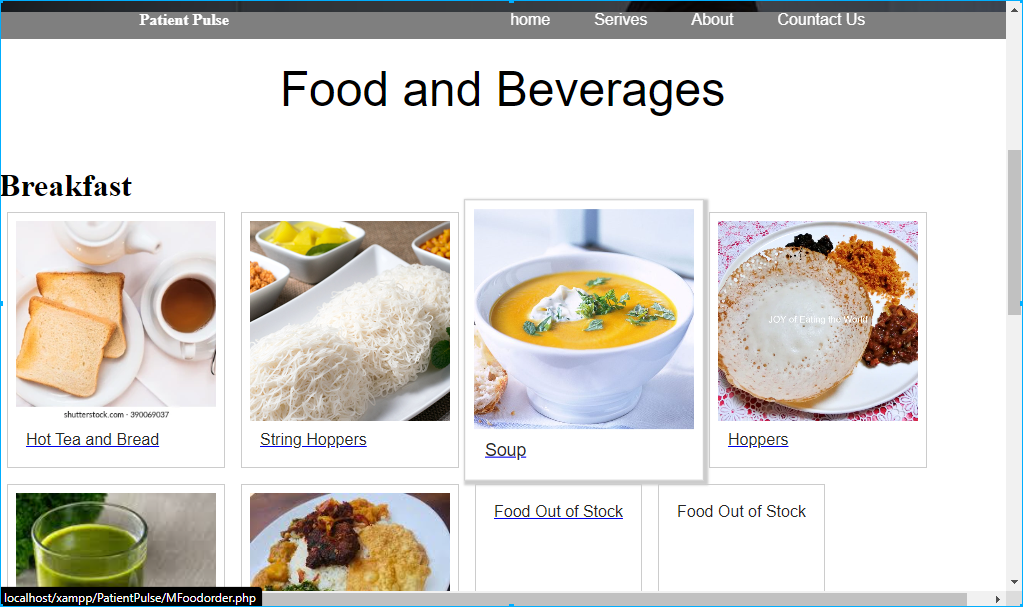 Patient Pulse home Serives About Countact Us
Food and Beverages
Breakfast
shutterstock.com · 390069037
JOY of Eating the World
Hot Tea and Bread
String Hoppers
Soup
Hoppers
Food Out of Stock
Food Out of Stock
localhost/xampp/PatientPulse/MFoodorder.php